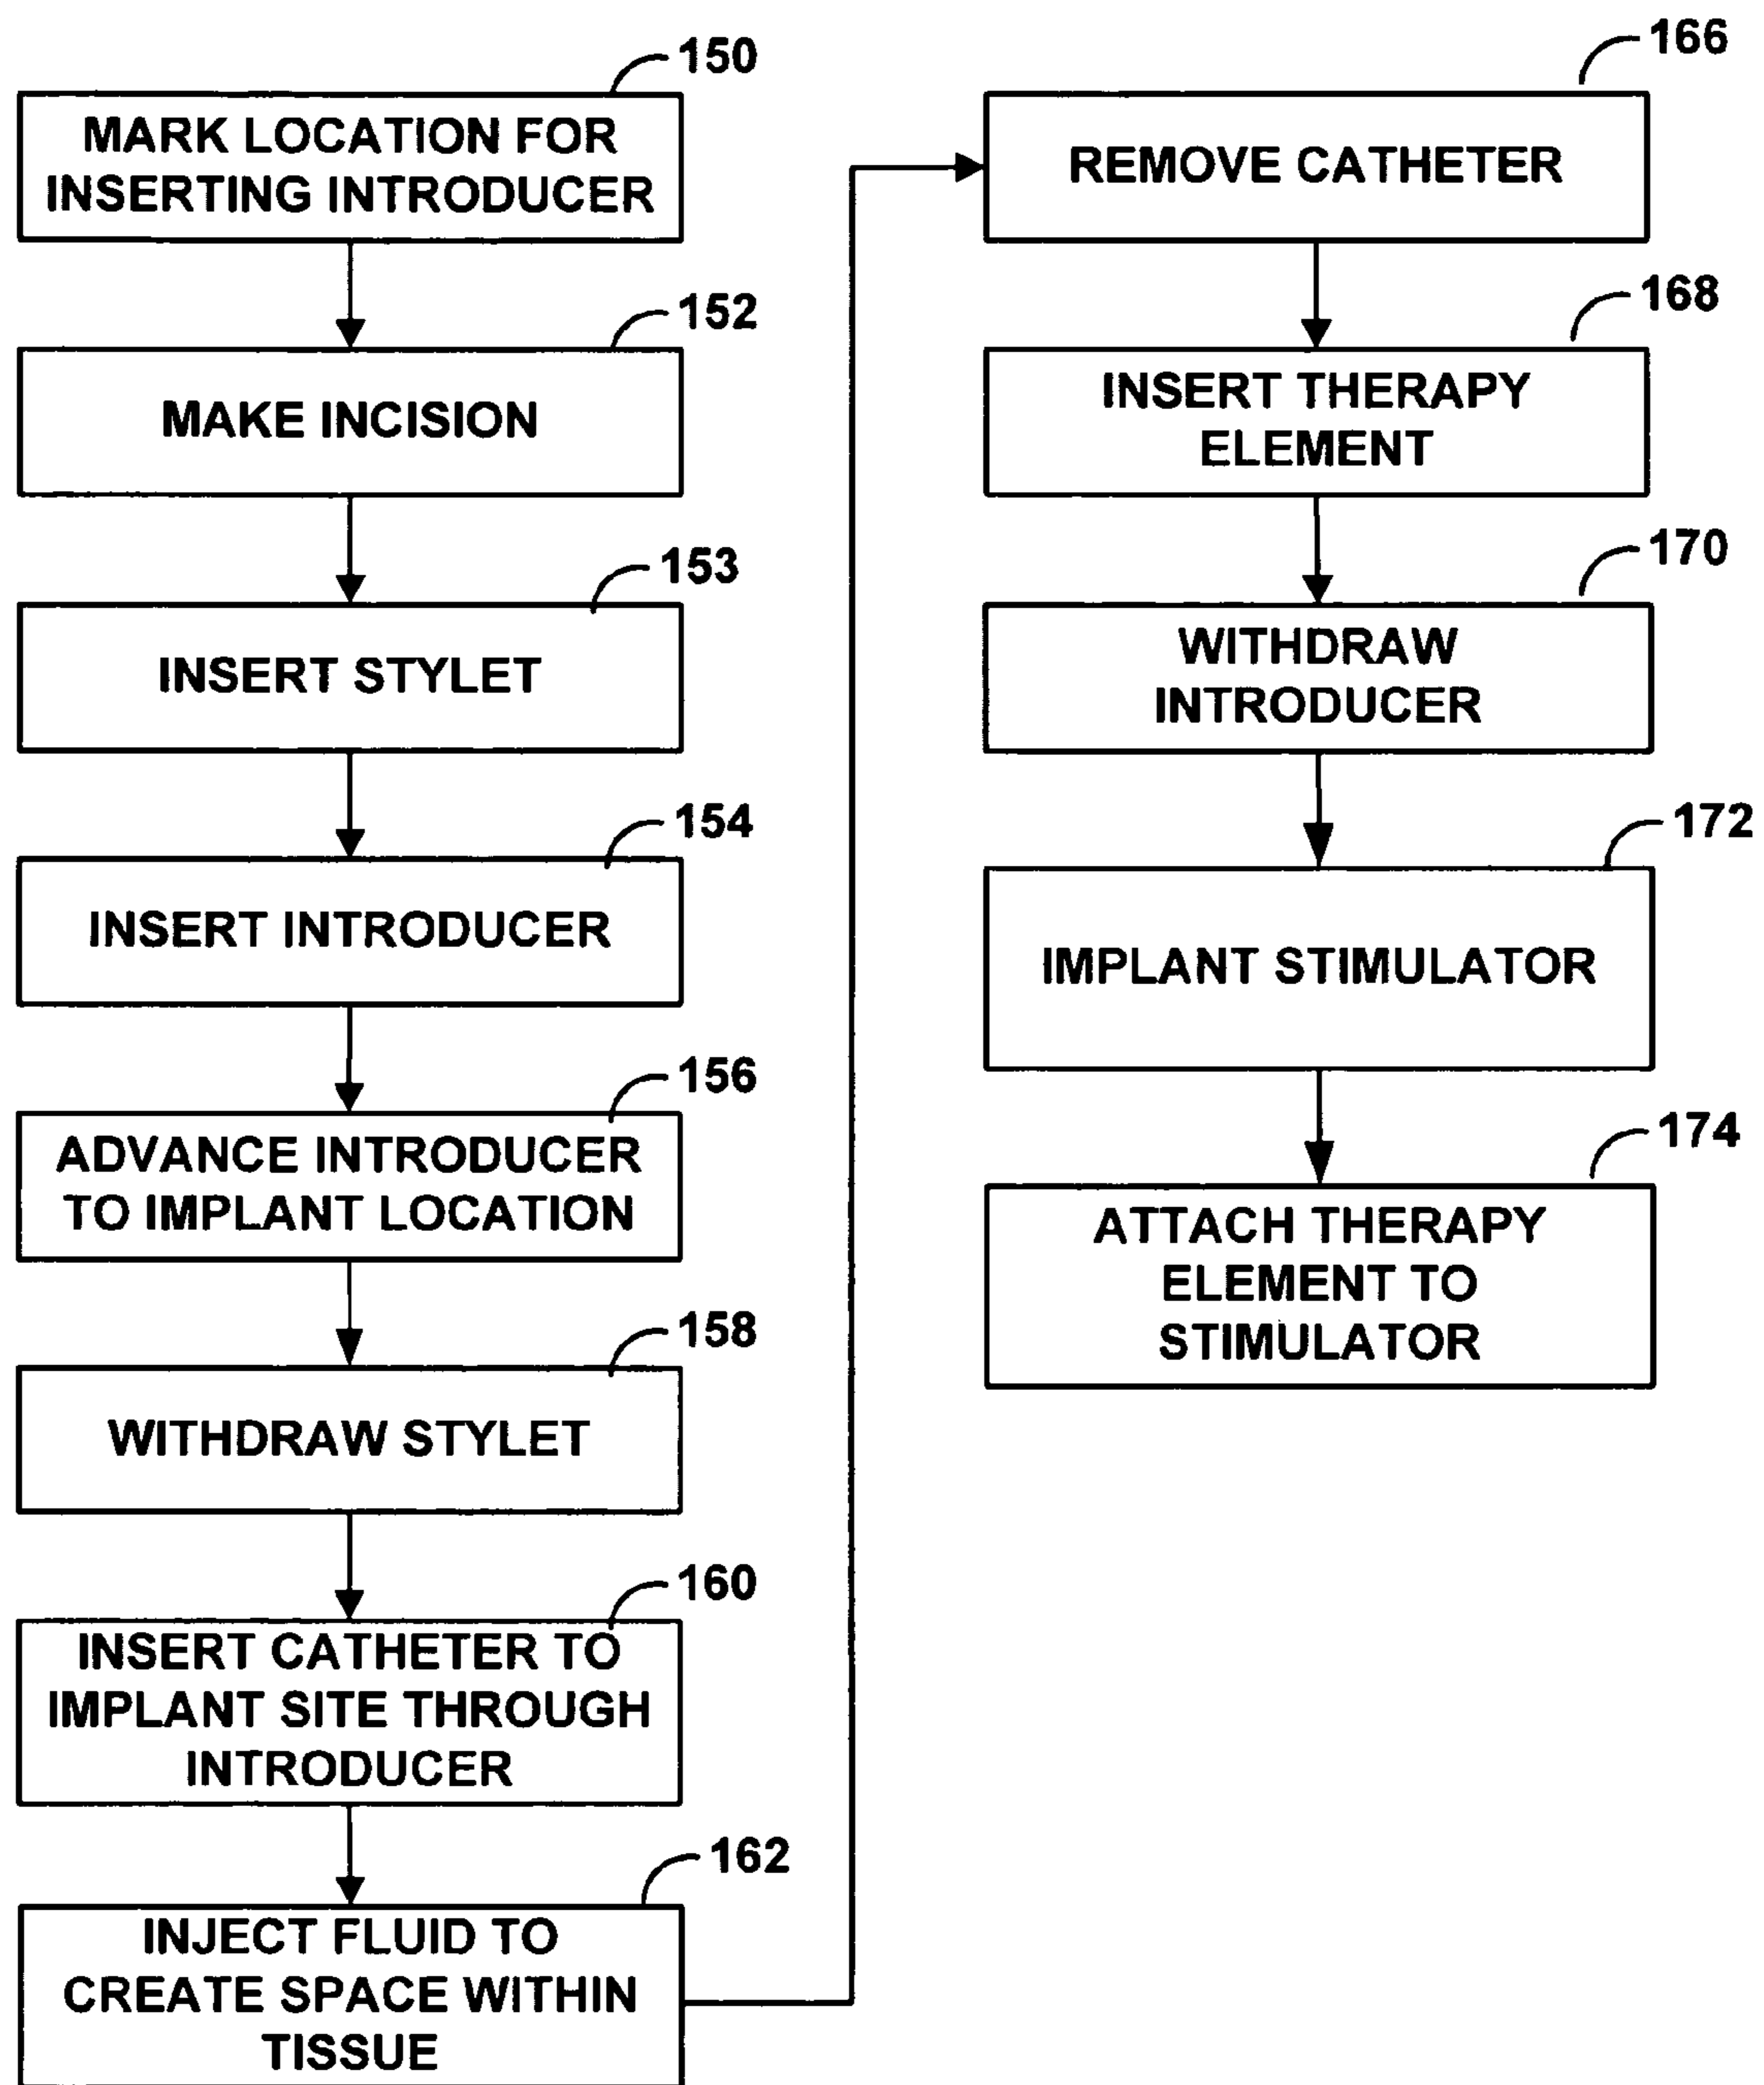 150
MARK LOCATION FOR
INSERTING INTRODUCER
152
MAKE INCISION
153
INSERT STYLET
154
INSERT INTRODUCER
156
ADVANCE INTRODUCER
TO IMPLANT LOCATION
158
WITHDRAW STYLET
160
INSERT CATHETER TO
IMPLANT SITE THROUGH
INTRODUCER
162
INJECT FLUID TO
CREATE SPACE WITHIN
TISSUE
166
REMOVE CATHETER
168
INSERT THERAPY
ELEMENT
170
WITHDRAW
INTRODUCER
172
IMPLANT STIMULATOR
174
ATTACH THERAPY
ELEMENT TO
STIMULATOR